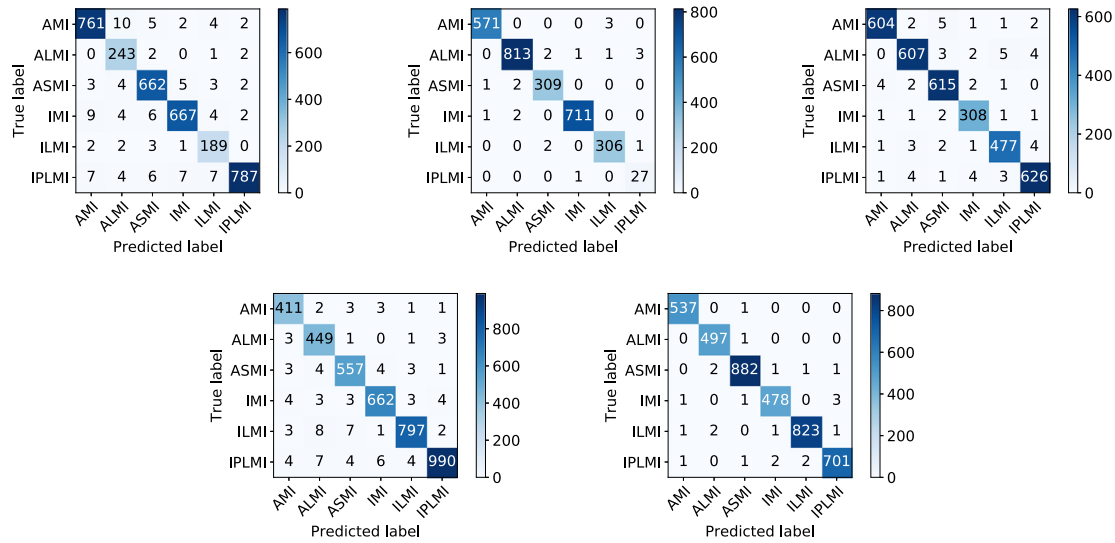 AMI 761 10 5 2 4 2
ALMI 0 243 2 0 1 2
ASMI 3 4 662 5 3 2
IMI 9 4 6 667 4 2
ILMI 2 2 3 1 189 0
IPLMI 7 4 6 7 7 787
True label
AMI ALMI ASMI IMI ILMI IPLMI
Predicted label
600
400
200
0
AMI 571 0 0 0 3 0
ALMI 0 813 2 1 1 3
ASMI 1 2 309 1 0 0
IMI 1 2 0 711 0 0
ILMI 0 0 0 2 306 1
IPLMI 0 0 0 1 0 27
True label
AMI ALMI ASMI IMI ILMI IPLMI
Predicted label
800
600
400
200
0
AMI 604 2 5 1 1 2
ALMI 0 607 2 3 5 4
ASMI 4 2 615 2 1 0
IMI 1 1 2 308 1 1
ILMI 1 3 2 1 477 4
IPLMI 1 4 1 4 3 626
True label
AMI ALMI ASMI IMI ILMI IPLMI
Predicted label
600
500
400
300
200
100
0
AMI 411 2 3 3 1 1
ALMI 3 449 1 0 1 3
ASMI 3 4 557 4 3 1
IMI 4 3 3 662 3 4
ILMI 3 8 7 1 797 2
IPLMI 4 7 4 6 4 990
True label
AMI ALMI ASMI IMI ILMI IPLMI
Predicted label
800
600
400
200
0
AMI 537 0 1 0 0 0
ALMI 0 497 1 0 0 0
ASMI 0 2 882 1 1 1
IMI 1 0 1 478 0 3
ILMI 1 2 0 1 823 1
IPLMI 1 0 1 2 2 701
True label
AMI ALMI ASMI IMI ILMI IPLMI
Predicted label
800
600
400
200
0